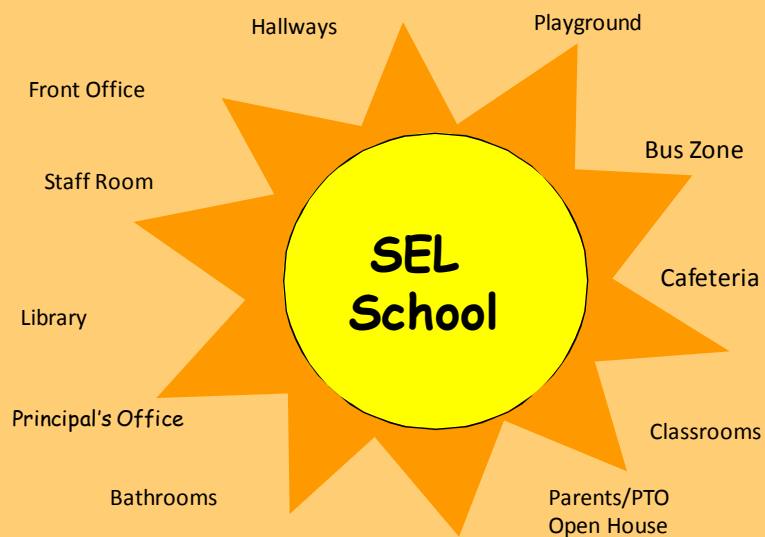 Hallways
Playground
Front Office
Bus Zone
Staff Room
SEL
School
Cafeteria
Library
Principal's Office
Classrooms
Bathrooms
Parents/PTO
Open House